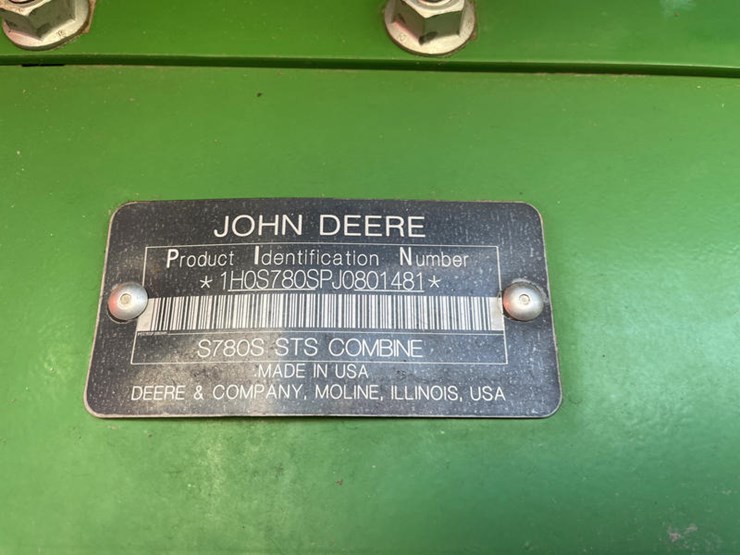 JOHN DEERE
Product Identification Number
*1H0S780SPJ0801481*
S780S STS COMBINE
MADE IN USA
DEERE & COMPANY, MOLINE, ILLINOIS, USA